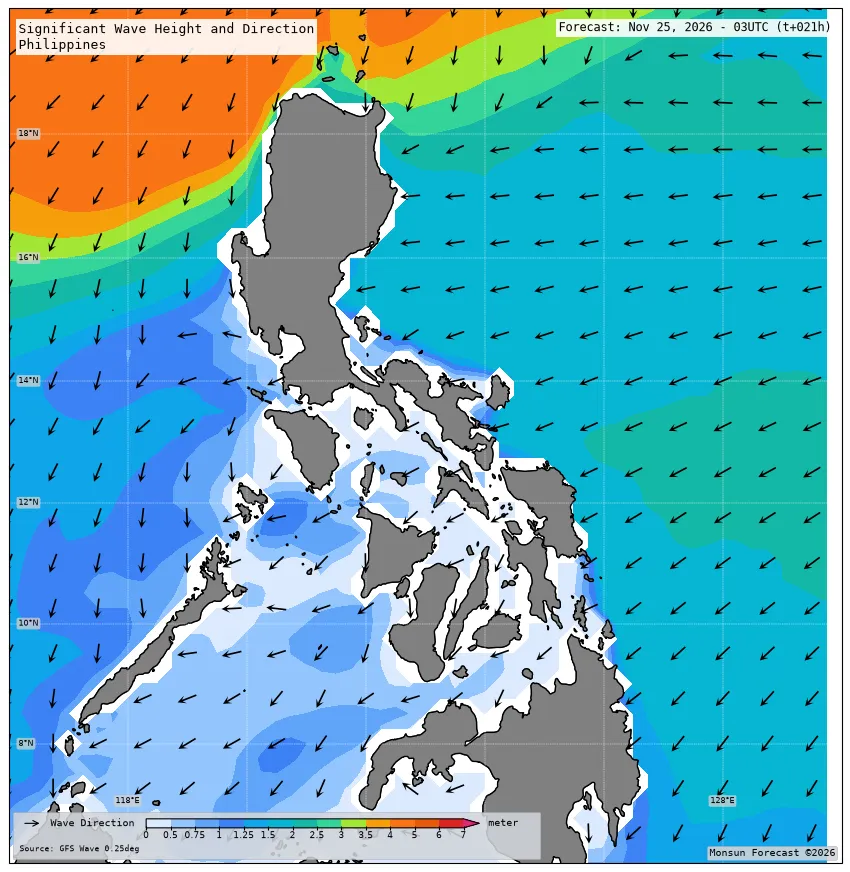 Significant Wave Height and Direction
Philippines
Forecast: Nov 25, 2026 - 03UTC (t+021h)
18°N
16°N
14°N
12°N
10°N
8°N
118°E
128°E
Wave Direction
meter
0 0.5 0.75 1 1.25 1.5 2 2.5 3 3.5 4 5 6 7
Source: GFS Wave 0.25deg
Monsun Forecast ©2026